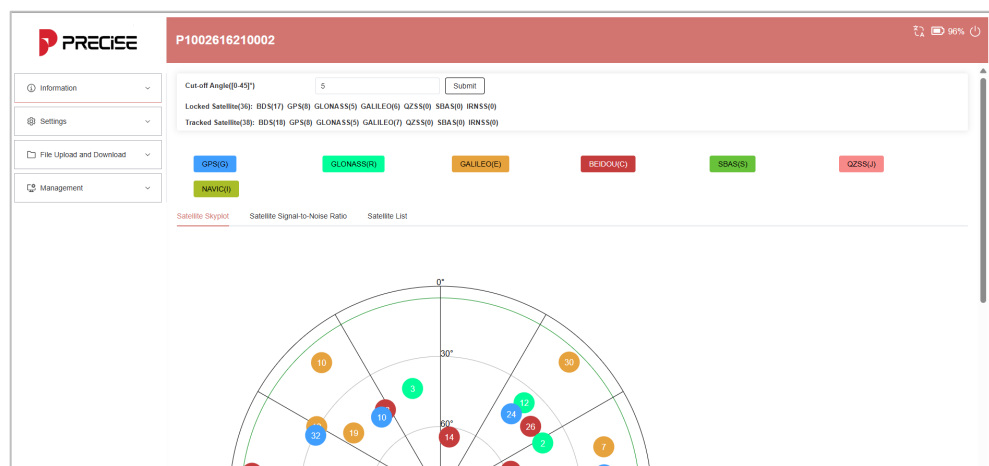 PRECISE
P1002616210002
96%
Information
Settings
File Upload and Download
Management
Cut-off Angle([0-45]°)
5
Submit
Locked Satellite(36): BDS(17) GPS(8) GLONASS(5) GALILEO(6) QZSS(0) SBAS(0) IRNSS(0)
Tracked Satellite(38): BDS(18) GPS(8) GLONASS(5) GALILEO(7) QZSS(0) SBAS(0) IRNSS(0)
GPS(G) GLONASS(R) GALILEO(E) BEIDOU(C) SBAS(S) QZSS(J)
NAVIC(I)
Satellite Skyplot Satellite Signal-to-Noise Ratio Satellite List
0°
30°
10
30
3
12
10
24
26
32
19
60°
14
2
7